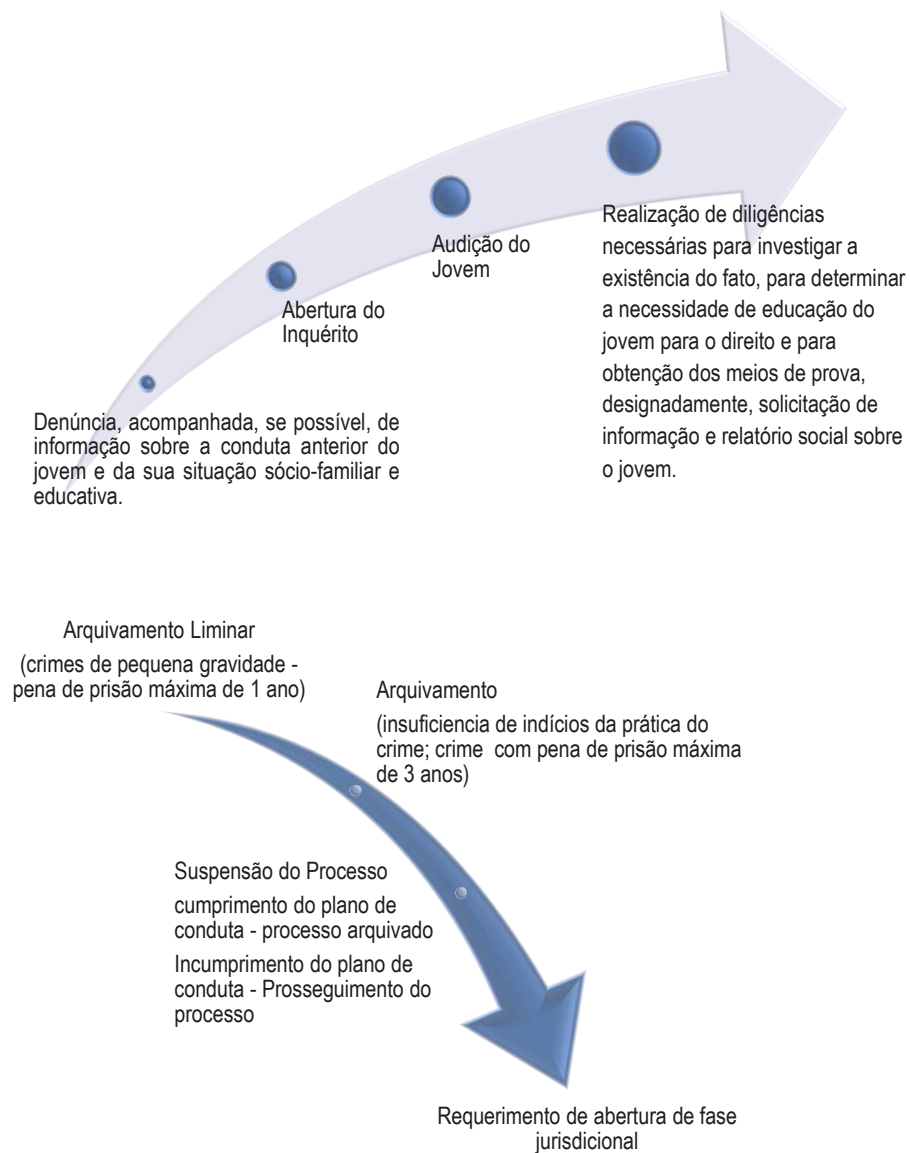 Denúncia, acompanhada, se possível, de
informação sobre a conduta anterior do
jovem e da sua situação sócio-familiar e
educativa.
Abertura do
Inquérito
Audição do
Jovem
Realização de diligências
necessárias para investigar a
existência do fato, para determinar
a necessidade de educação do
jovem para o direito e para
obtenção dos meios de prova,
designadamente, solicitação de
informação e relatório social sobre
o jovem.
Arquivamento Liminar
(crimes de pequena gravidade -
pena de prisão máxima de 1 ano)
Arquivamento
(insuficiencia de indícios da prática do
crime; crime com pena de prisão máxima
de 3 anos)
Suspensão do Processo
cumprimento do plano de
conduta - processo arquivado
Incumprimento do plano de
conduta - Prosseguimento do
processo
Requerimento de abertura de fase
jurisdicional